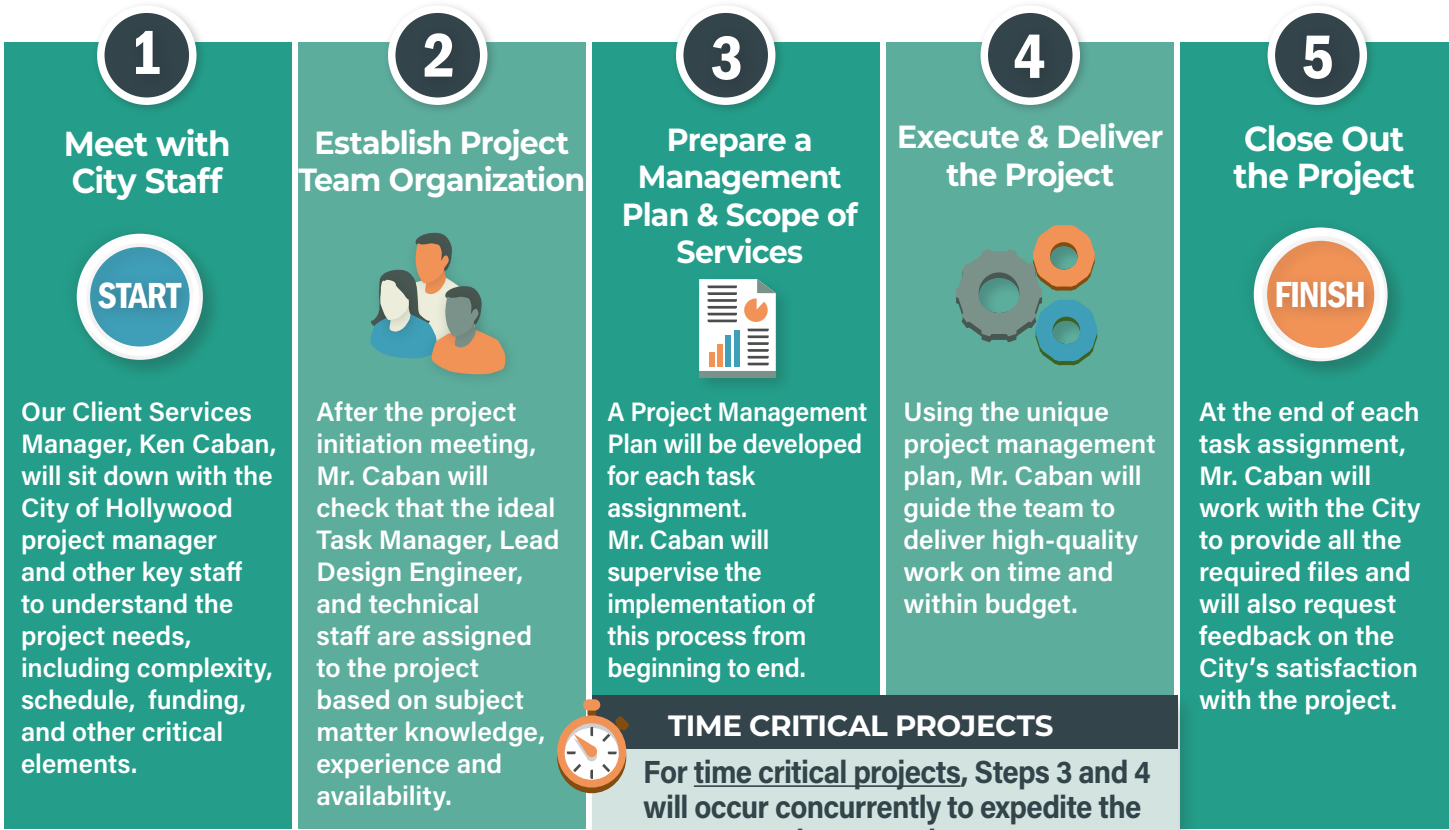 1
Meet with
City Staff
START
Our Client Services
Manager, Ken Caban,
will sit down with the
City of Hollywood
project manager
and other key staff
to understand the
project needs,
including complexity,
schedule, funding,
and other critical
elements.
2
Establish Project
Team Organization
After the project
initiation meeting,
Mr. Caban will
check that the ideal
Task Manager, Lead
Design Engineer,
and technical
staff are assigned
to the project
based on subject
matter knowledge,
experience and
availability.
3
Prepare a
Management
Plan & Scope of
Services
A Project Management
Plan will be developed
for each task
assignment.
Mr. Caban will
supervise the
implementation of
this process from
beginning to end.
4
Execute & Deliver
the Project
Using the unique
project management
plan, Mr. Caban will
guide the team to
deliver high-quality
work on time and
within budget.
TIME CRITICAL PROJECTS
For time critical projects, Steps 3 and 4
will occur concurrently to expedite the
5
Close Out
the Project
FINISH
At the end of each
task assignment,
Mr. Caban will
work with the City
to provide all the
required files and
will also request
feedback on the
City's satisfaction
with the project.